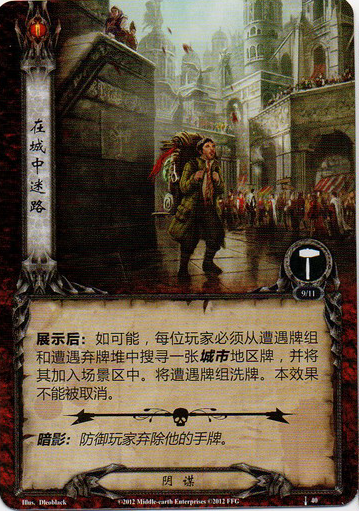 在城中迷路
9/11
展示后：如可能，每位玩家必须从遭遇牌组
和遭遇弃牌堆中搜寻一张城市地区牌，并将
其加入场景区中。将遭遇牌组洗牌。本效果
不能被取消。
暗影：防御玩家弃除他的手牌。
阴谋
Illus. Dleoblack
©2012 Middle-earth Enterprises ©2012 FFG
40